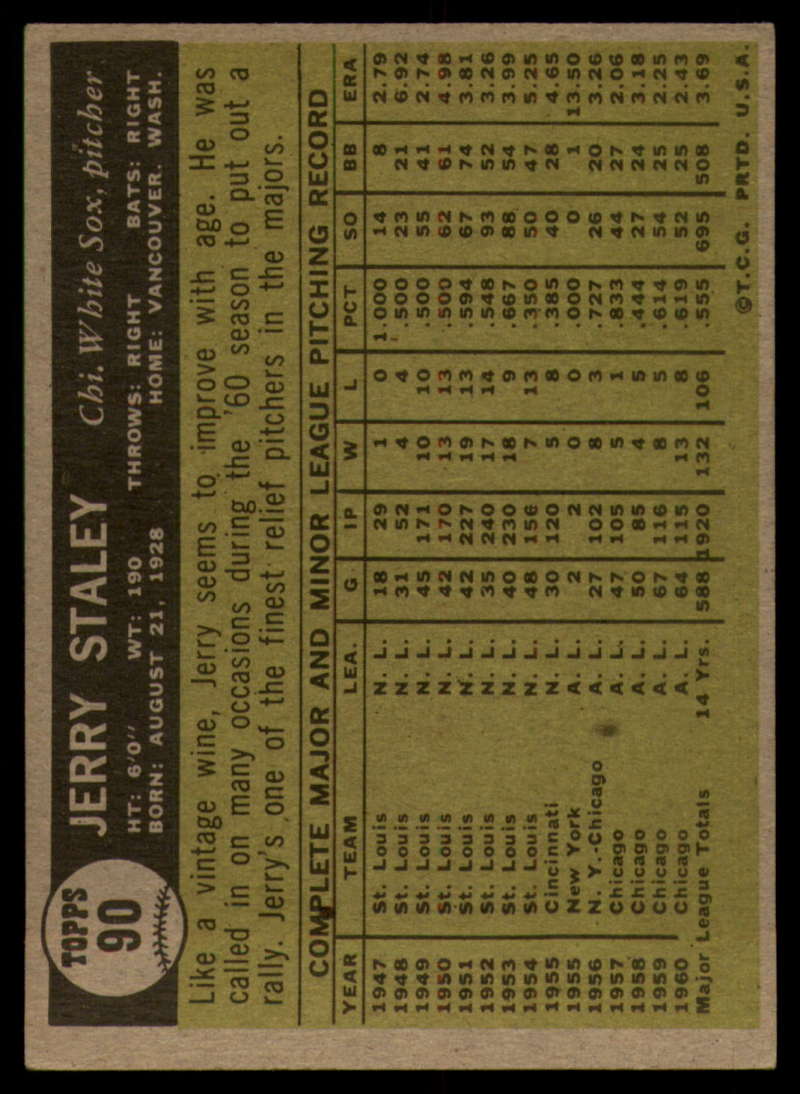 TOPPS
90
JERRY STALEY Chi. White Sox, pitcher
HT: 6'0" WT: 190 THROWS: RIGHT BATS: RIGHT
BORN: AUGUST 21, 1928 HOME: VANCOUVER, WASH.
Like a vintage wine, Jerry seems to improve with age. He was
called in on many occasions during the '60 season to put out a
rally. Jerry's one of the finest relief pitchers in the majors.
COMPLETE MAJOR AND MINOR LEAGUE PITCHING RECORD
YEAR TEAM LEA. G IP W L PCT SO BB ERA
1947 St. Louis N. L. 18 29 1 0 1.000 14 8 2.79
1948 St. Louis N. L. 31 52 4 4 .500 23 21 6.92
1949 St. Louis N. L. 45 171 10 10 .500 55 41 2.74
1950 St. Louis N. L. 42 170 13 13 .500 62 61 4.98
1951 St. Louis N. L. 42 227 19 13 .594 67 74 3.81
1952 St. Louis N. L. 35 240 17 14 .548 93 52 3.26
1953 St. Louis N. L. 40 230 18 9 .667 88 54 3.99
1954 St. Louis N. L. 48 156 7 13 .350 50 47 5.25
1955 Cincinnati N. L. 30 120 5 8 .385 40 28 4.65
1955 New York A. L. 2 2 0 0 .000 0 1 13.50
1956 N. Y.-Chicago A. L. 27 102 8 3 .727 26 20 3.26
1957 Chicago A. L. 47 105 5 1 .833 44 27 2.06
1958 Chicago A. L. 50 85 4 5 .444 27 24 3.18
1959 Chicago A. L. 67 116 8 5 .614 54 25 2.25
1960 Chicago A. L. 64 115 13 8 .619 52 25 2.43
Major League Totals 14 Yrs. 588 1920 132 106 .555 695 508 3.69
©T.C.G. PRTD. U.S.A.